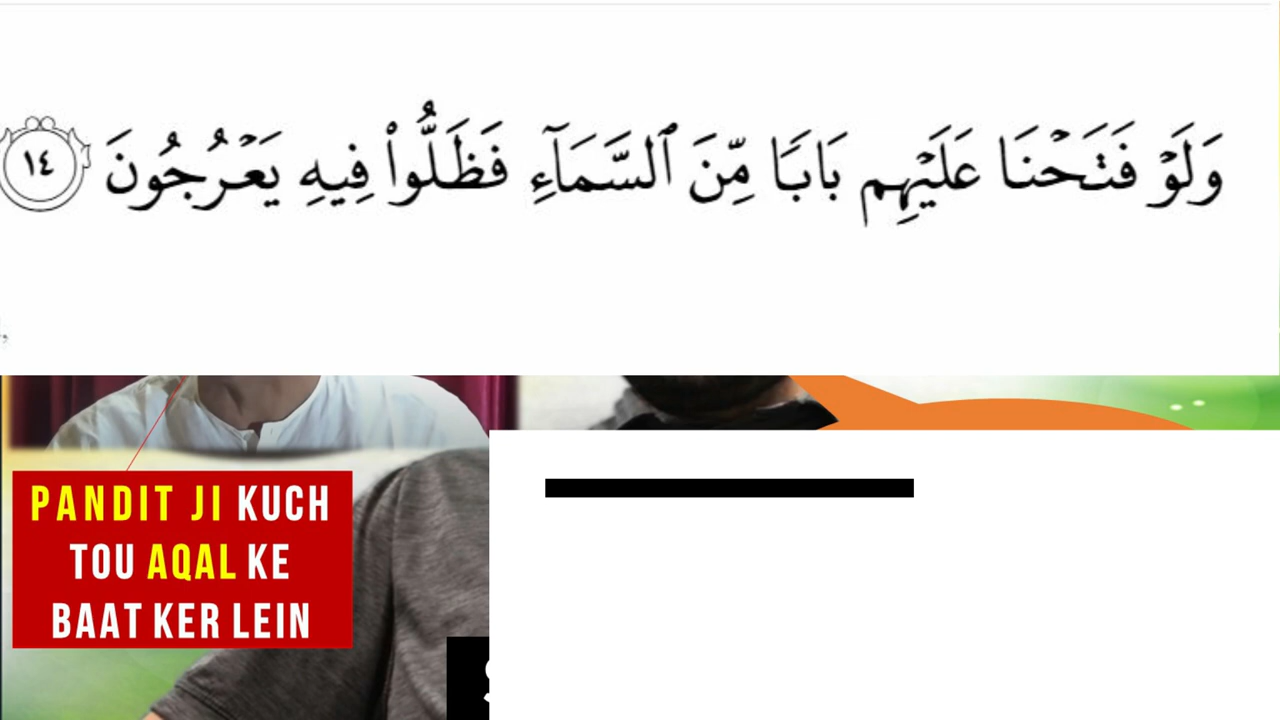 وَلَوۡ فَتَحۡنَا عَلَيۡهِم بَابٗا مِّنَ ٱلسَّمَآءِ فَظَلُّواْ فِيهِ يَعۡرُجُونَ ١٤
PANDIT JI KUCH
TOU AQAL KE
BAAT KER LEIN